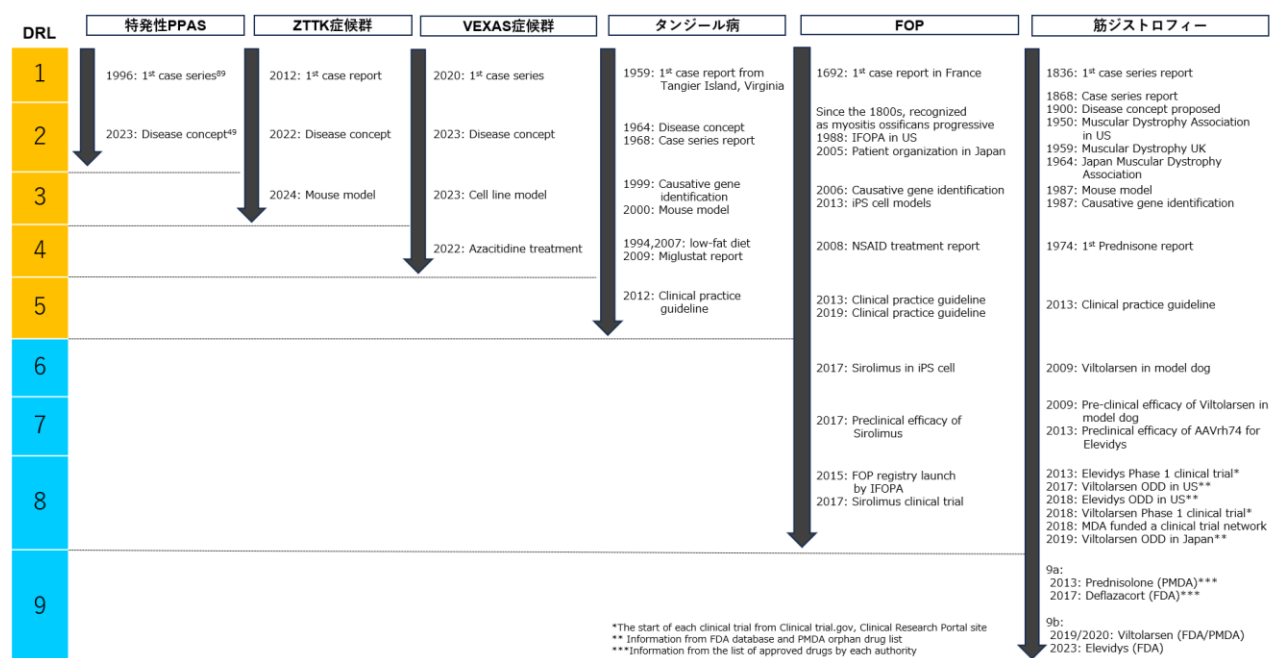 DRL
特発性PPAS
ZTTK症候群
VEXAS症候群
タンジール病
FOP
筋ジストロフィー
1
1996: 1st case series89
2012: 1st case report
2020: 1st case series
1959: 1st case report from
Tangier Island, Virginia
1692: 1st case report in France
1836: 1st case series report
2
2023: Disease concept49
2022: Disease concept
2023: Disease concept
1964: Disease concept
1968: Case series report
Since the 1800s, recognized
as myositis ossificans progressive
1988: IFOPA in US
2005: Patient organization in Japan
1868: Case series report
1900: Disease concept proposed
1950: Muscular Dystrophy Association
in US
1959: Muscular Dystrophy UK
1964: Japan Muscular Dystrophy
Association
3
2024: Mouse model
2023: Cell line model
1999: Causative gene
identification
2000: Mouse model
2006: Causative gene identification
2013: iPS cell models
1987: Mouse model
1987: Causative gene identification
4
2022: Azacitidine treatment
1994,2007: low-fat diet
2009: Miglustat report
2008: NSAID treatment report
1974: 1st Prednisone report
5
2012: Clinical practice
guideline
2013: Clinical practice guideline
2019: Clinical practice guideline
2013: Clinical practice guideline
6
2017: Sirolimus in iPS cell
2009: Viltolarsen in model dog
7
2017: Preclinical efficacy of
Sirolimus
2009: Pre-clinical efficacy of Viltolarsen in
model dog
2013: Preclinical efficacy of AAVrh74 for
Elevidys
8
2015: FOP registry launch
by IFOPA
2017: Sirolimus clinical trial
2013: Elevidys Phase 1 clinical trial*
2017: Viltolarsen ODD in US**
2018: Elevidys ODD in US**
2018: Viltolarsen Phase 1 clinical trial*
2018: MDA funded a clinical trial network
2019: Viltolarsen ODD in Japan**
9
9a:
2013: Prednisolone (PMDA)***
2017: Deflazacort (FDA)***
9b:
2019/2020: Viltolarsen (FDA/PMDA)
2023: Elevidys (FDA)
*The start of each clinical trial from Clinical trial.gov, Clinical Research Portal site
** Information from FDA database and PMDA orphan drug list
***Information from the list of approved drugs by each authority